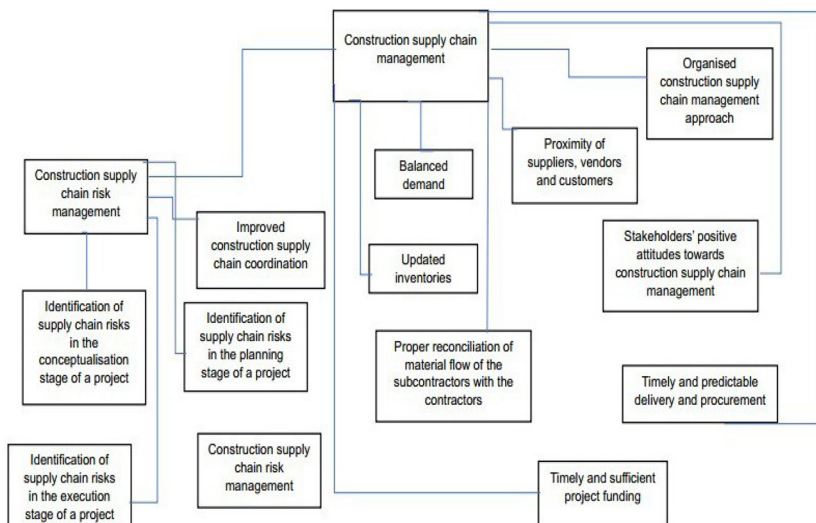 Construction supply chain
management
Organised
construction supply
chain management
approach
Proximity of
suppliers, vendors
and customers
Balanced
demand
Construction supply
chain risk
management
Improved
construction supply
chain coordination
Updated
inventories
Stakeholders' positive
attitudes towards
construction supply chain
management
Identification of
supply chain risks
in the
conceptualisation
stage of a project
Identification of
supply chain risks
in the planning
stage of a project
Proper reconciliation of
material flow of the
subcontractors with the
contractors
Timely and predictable
delivery and procurement
Identification of
supply chain risks
in the execution
stage of a project
Construction supply
chain risk
management
Timely and sufficient
project funding